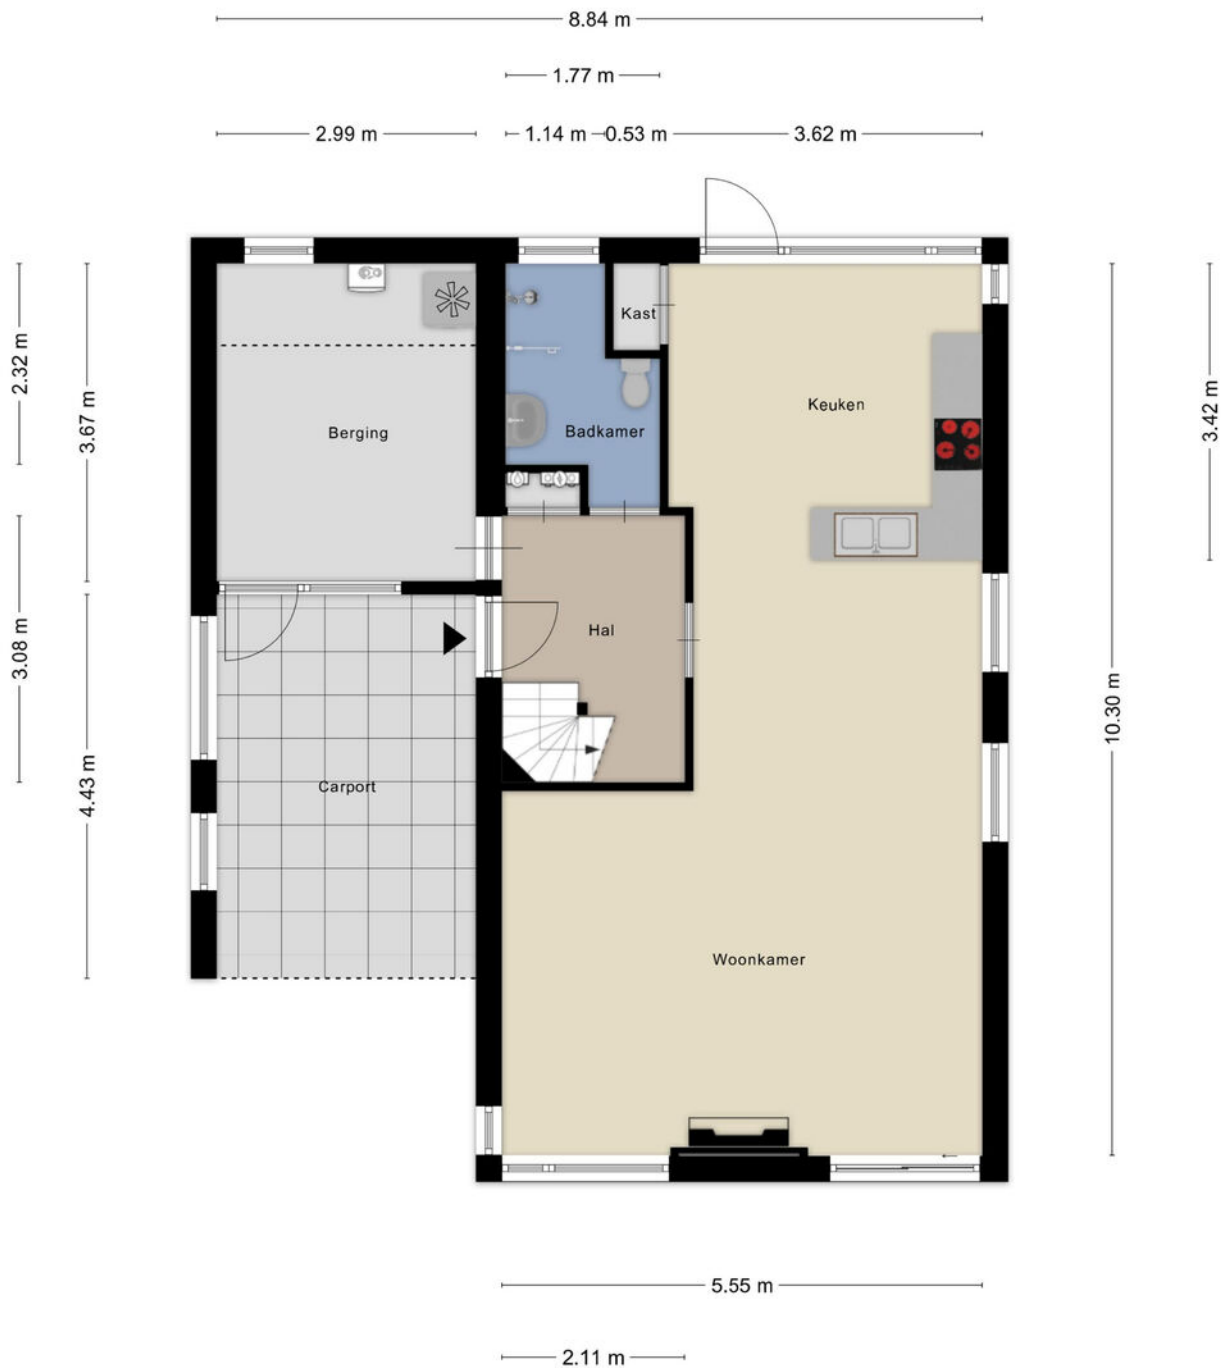 8.84 m
1.77 m
2.99 m
1.14 m
0.53 m
3.62 m
2.32 m
3.67 m
3.42 m
Kast
Keuken
Berging
Badkamer
3.08 m
Hal
10.30 m
4.43 m
Carport
Woonkamer
5.55 m
2.11 m